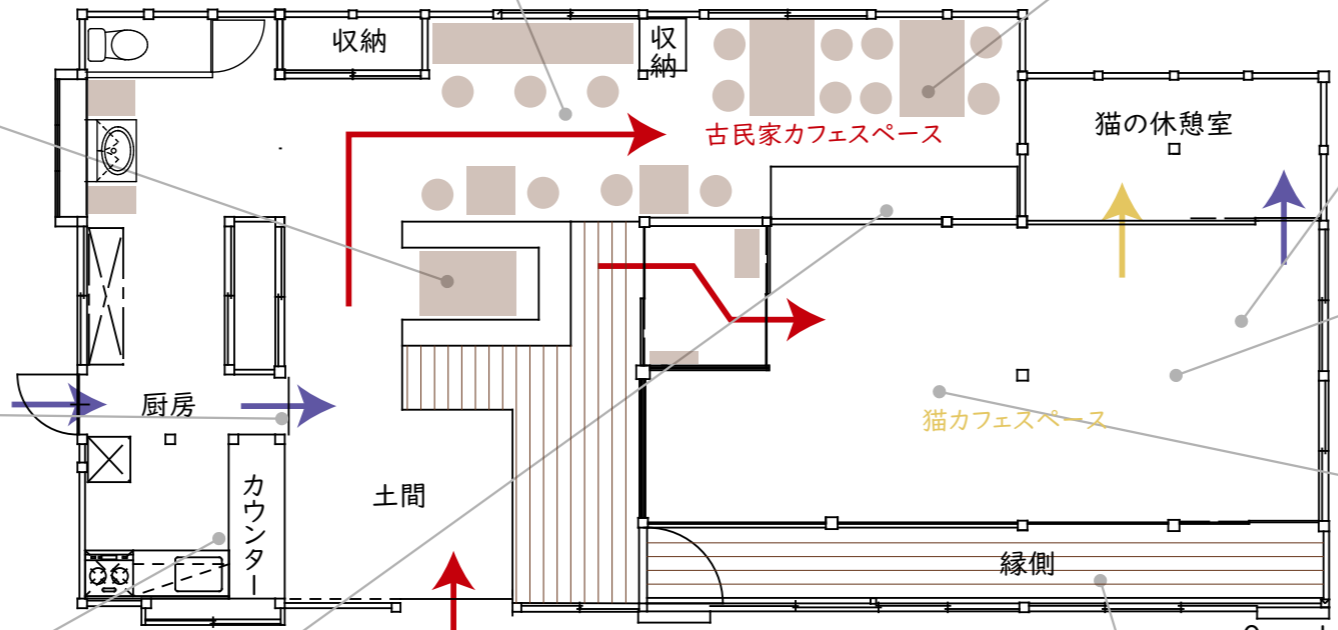 収納
収納
古民家カフェスペース
猫の休憩室
厨房
猫カフェスペース
カウンター
土間
縁側